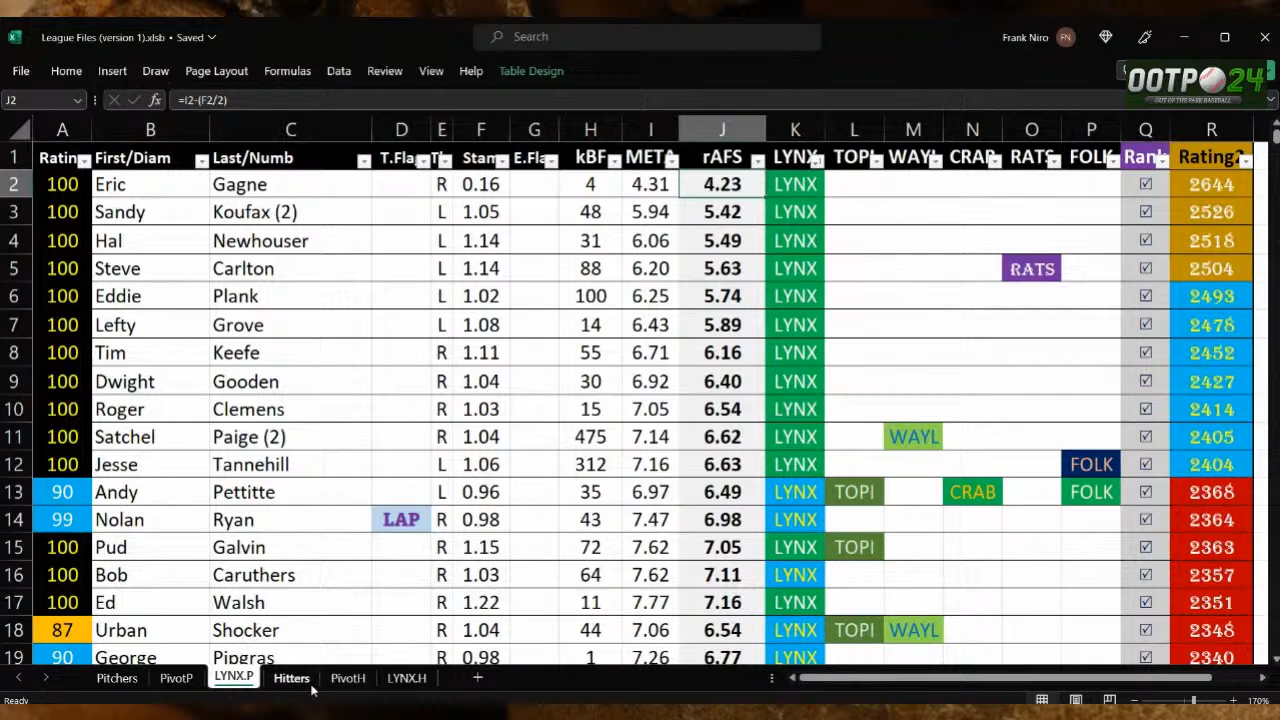 League Files (version 1).xlsb • Saved
Search
Frank Niro FN
File Home Insert Draw Page Layout Formulas Data Review View Help Table Design
OOTP 24
OUT OF THE PARK BASEBALL
J2 fx =I2-(F2/2)
A B C D E F G H I J K L M N O P Q R
1 Ratin First/Diam Last/Numb T.Fla Stan E.Fla kBF META rAFS LYNX TOPI WAYL CRAB RATS FOLK Rank Rating2
2 100 Eric Gagne R 0.16 4 4.31 4.23 LYNX 2644
3 100 Sandy Koufax (2) L 1.05 48 5.94 5.42 LYNX 2526
4 100 Hal Newhouser L 1.14 31 6.06 5.49 LYNX 2518
5 100 Steve Carlton L 1.14 88 6.20 5.63 LYNX RATS 2504
6 100 Eddie Plank L 1.02 100 6.25 5.74 LYNX 2493
7 100 Lefty Grove L 1.08 14 6.43 5.89 LYNX 2478
8 100 Tim Keefe R 1.11 55 6.71 6.16 LYNX 2452
9 100 Dwight Gooden R 1.04 30 6.92 6.40 LYNX 2427
10 100 Roger Clemens R 1.03 15 7.05 6.54 LYNX 2414
11 100 Satchel Paige (2) R 1.04 475 7.14 6.62 LYNX WAYL 2405
12 100 Jesse Tannehill L 1.06 312 7.16 6.63 LYNX FOLK 2404
13 90 Andy Pettitte L 0.96 35 6.97 6.49 LYNX TOPI CRAB FOLK 2368
14 99 Nolan Ryan LAP R 0.98 43 7.47 6.98 LYNX 2364
15 100 Pud Galvin R 1.15 72 7.62 7.05 LYNX TOPI 2363
16 100 Bob Caruthers R 1.03 64 7.62 7.11 LYNX 2357
17 100 Ed Walsh R 1.22 11 7.77 7.16 LYNX 2351
18 87 Urban Shocker R 1.04 44 7.06 6.54 LYNX TOPI WAYL 2348
19 90 George Pipgras R 0.98 1 7.26 6.77 LYNX 2340
Pitchers PivotP LYNX.P Hitters PivotH LYNX.H
Ready 170%